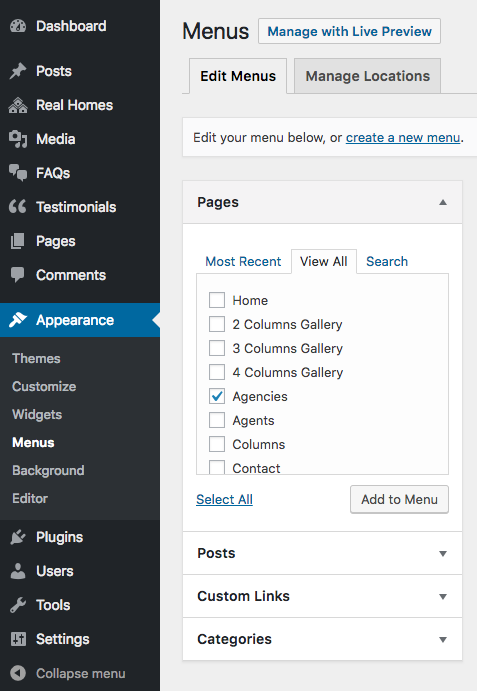 Dashboard
Posts
Real Homes
Media
FAQs
Testimonials
Pages
Comments
Appearance
Themes
Customize
Widgets
Menus
Background
Editor
Plugins
Users
Tools
Settings
Collapse menu
Menus Manage with Live Preview
Edit Menus Manage Locations
Edit your menu below, or create a new menu.
Pages
Most Recent View All Search
Home
2 Columns Gallery
3 Columns Gallery
4 Columns Gallery
Agencies
Agents
Columns
Contact
Select All Add to Menu
Posts
Custom Links
Categories